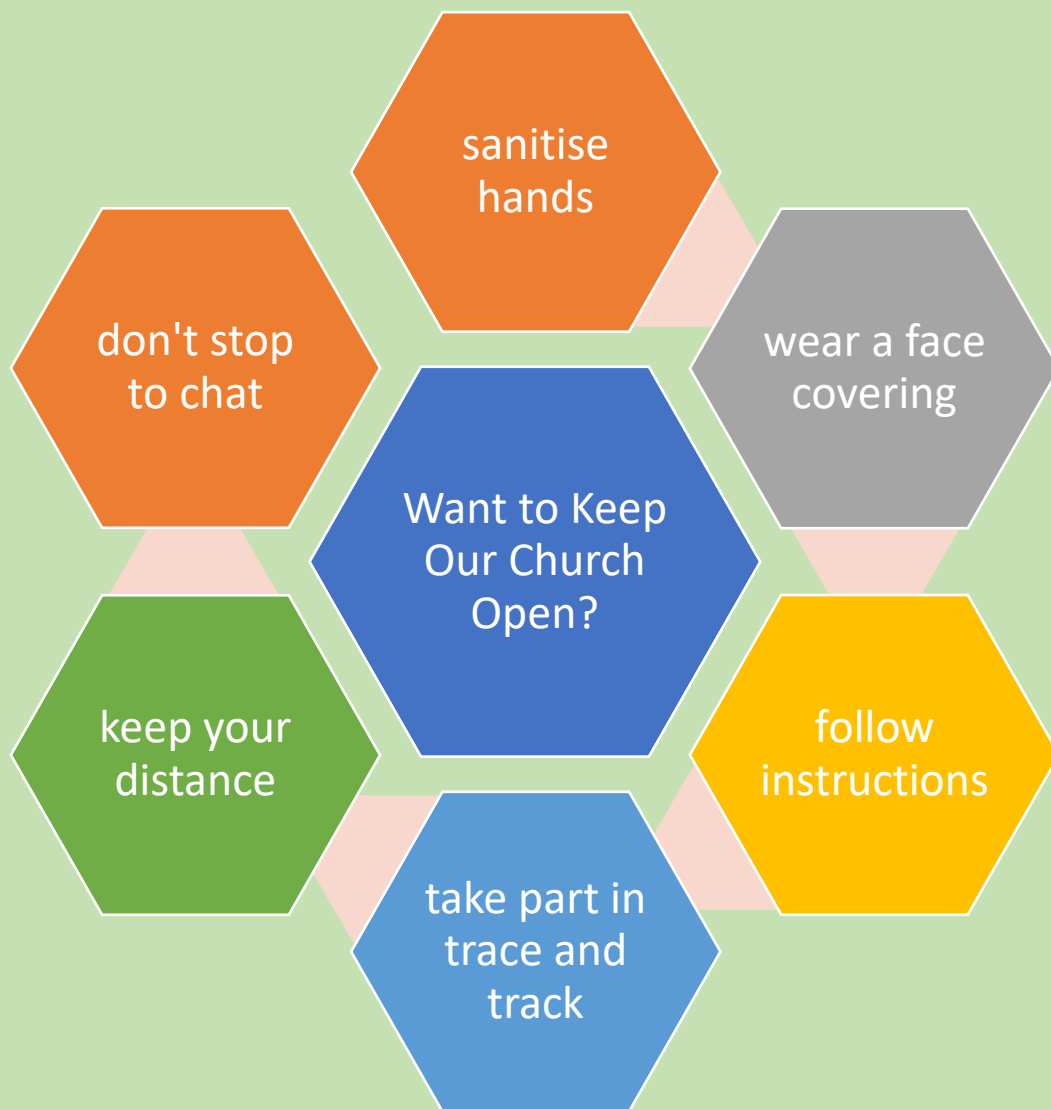 sanitise
hands
wear a face
covering
follow
instructions
take part in
trace and
track
keep your
distance
don't stop
to chat
Want to Keep
Our Church
Open?